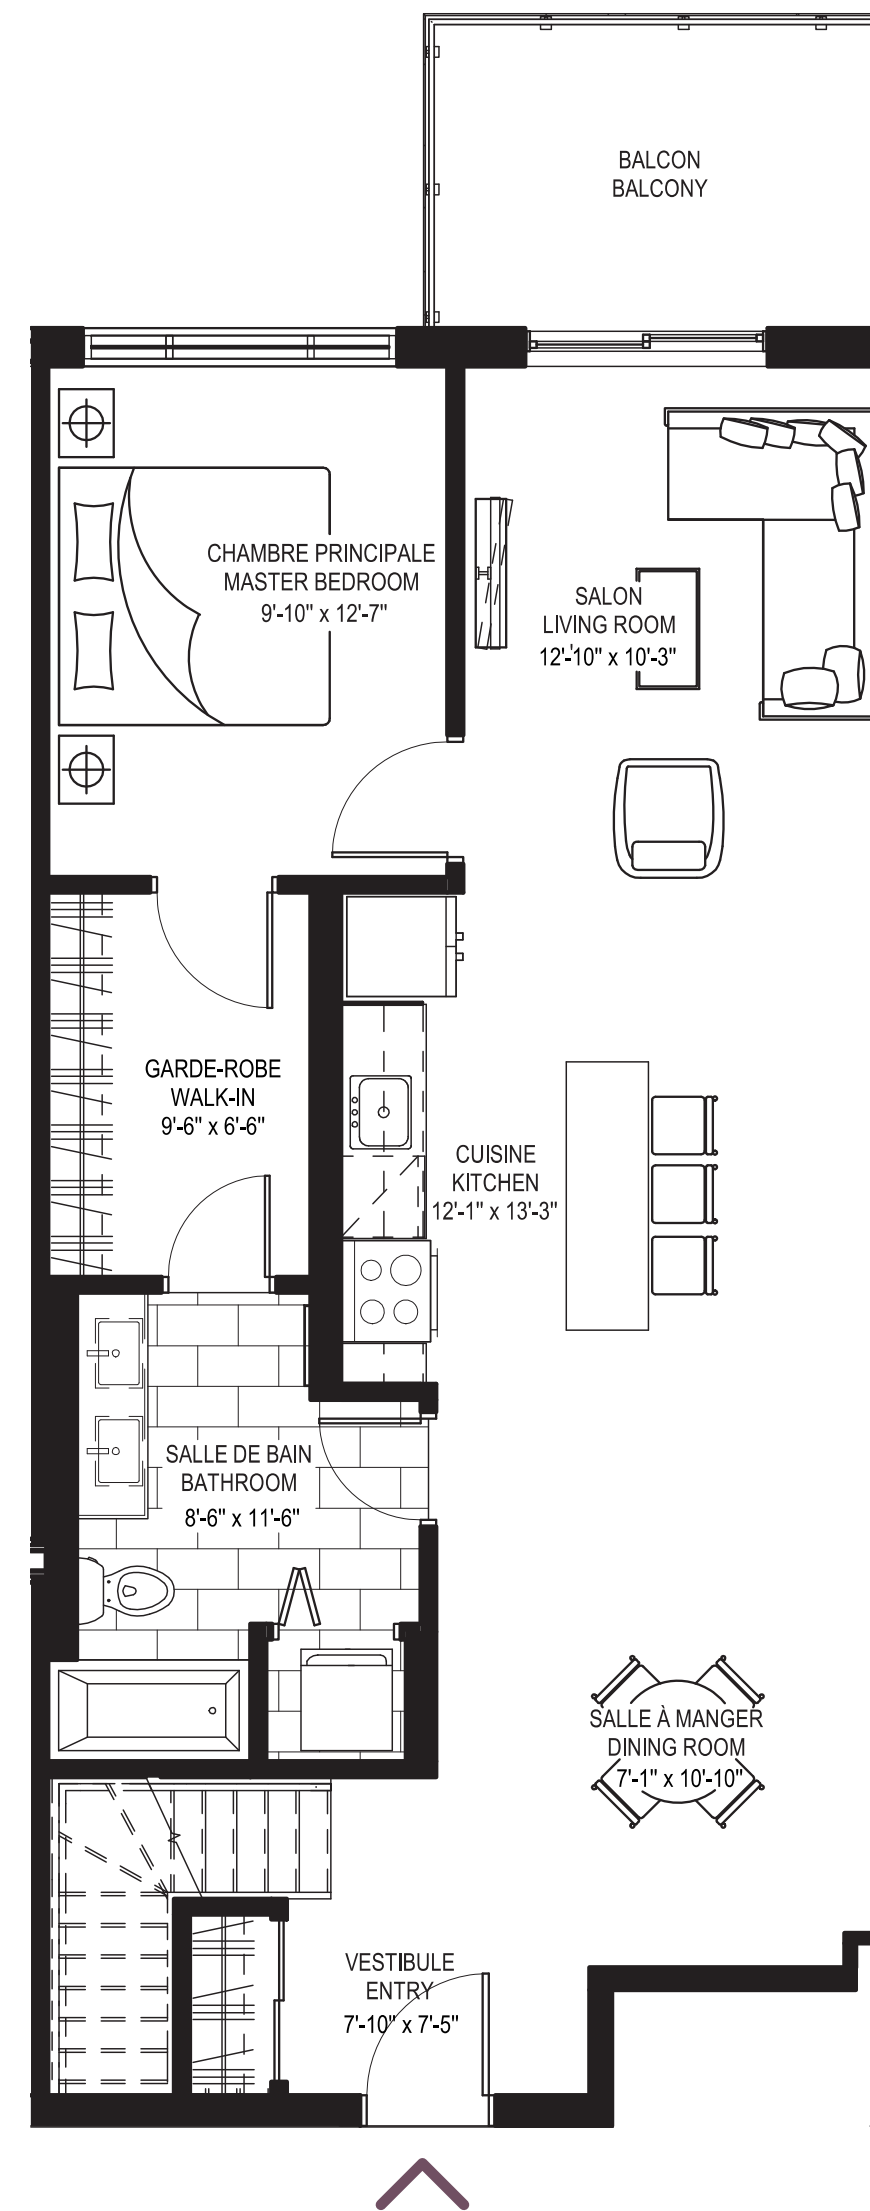 BALCON
BALCONY
CHAMBRE PRINCIPALE
MASTER BEDROOM
9'-10" x 12'-7"
SALON
LIVING ROOM
12'-10" x 10'-3"
GARDE-ROBE
WALK-IN
9'-6" x 6'-6"
CUISINE
KITCHEN
12'-1" x 13'-3"
SALLE DE BAIN
BATHROOM
8'-6" x 11'-6"
SALLE À MANGER
DINING ROOM
7'-1" x 10'-10"
VESTIBULE
ENTRY
7'-10" x 7'-5"